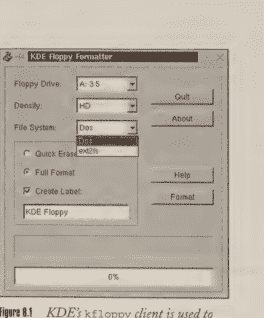 KDE Floppy Formatter
Floppy Drive: A: 3.5
Density: HD
File System: Dos
Dos
ext2fs
Quick Erase
Full Format
Create Label:
KDE Floppy
Quit
About
Help
Format
0%
Figure 8.1 KDE's kfloppy client is used to